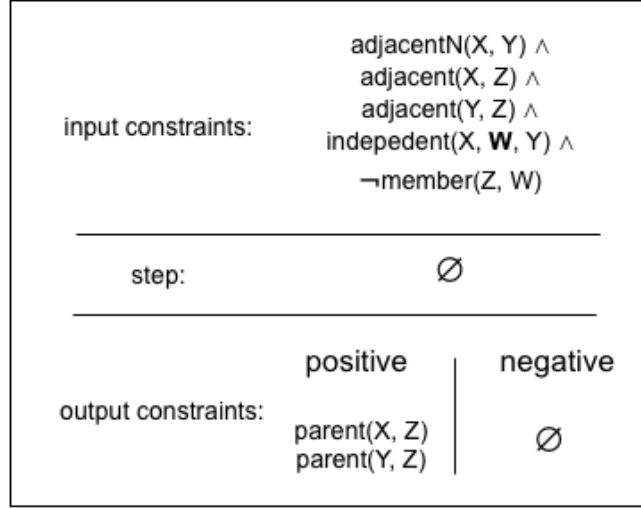 adjacentN(X, Y) ∧
adjacent(X, Z) ∧
adjacent(Y, Z) ∧
input constraints:
indepedent(X, W, Y) ∧
¬member(Z, W)
step:
∅
positive
negative
output constraints:
parent(X, Z)
parent(Y, Z)
∅